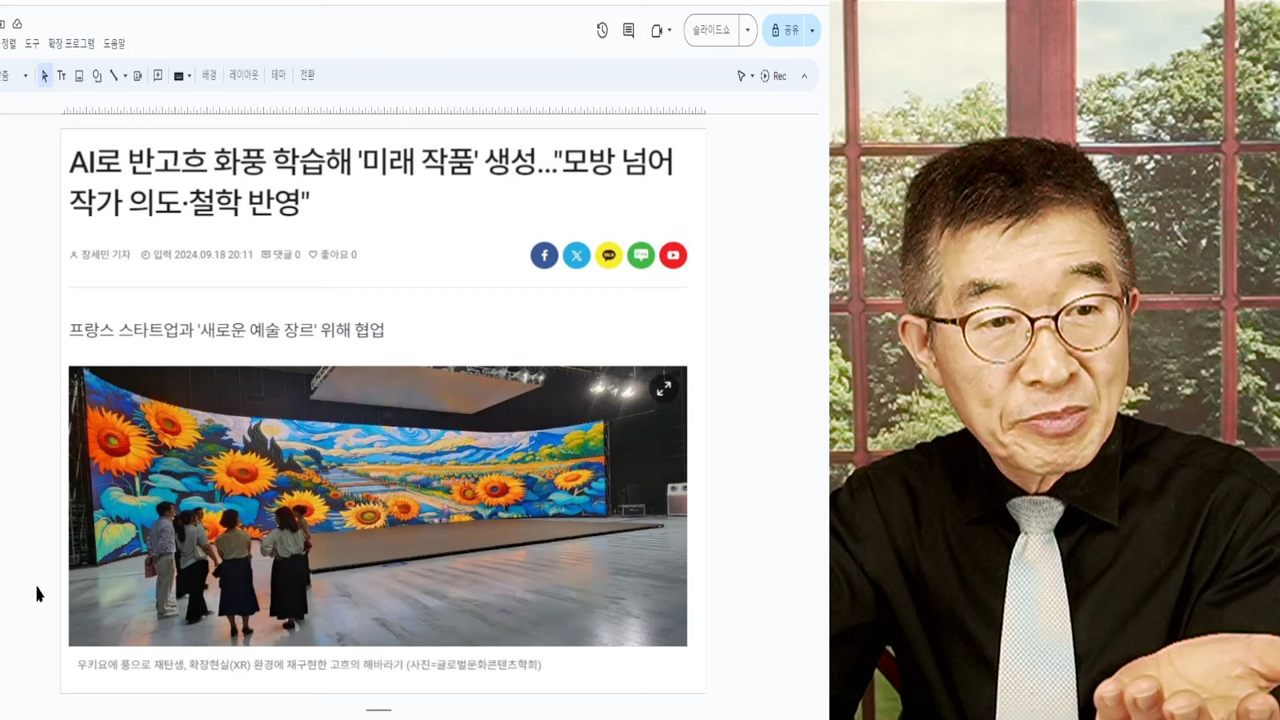 정렬 도구 확장 프로그램 도움말
슬라이드쇼
공유
배경 레이아웃 테마 전환
Rec
AI로 반고흐 화풍 학습해 '미래 작품' 생성..."모방 넘어
작가 의도·철학 반영"
장세민 기자 입력 2024.09.18 20:11 댓글 0 좋아요 0
프랑스 스타트업과 '새로운 예술 장르' 위해 협업
우키요에 풍으로 재탄생, 확장현실(XR) 환경에 재구현한 고흐의 해바라기 (사진=글로벌문화콘텐츠학회)